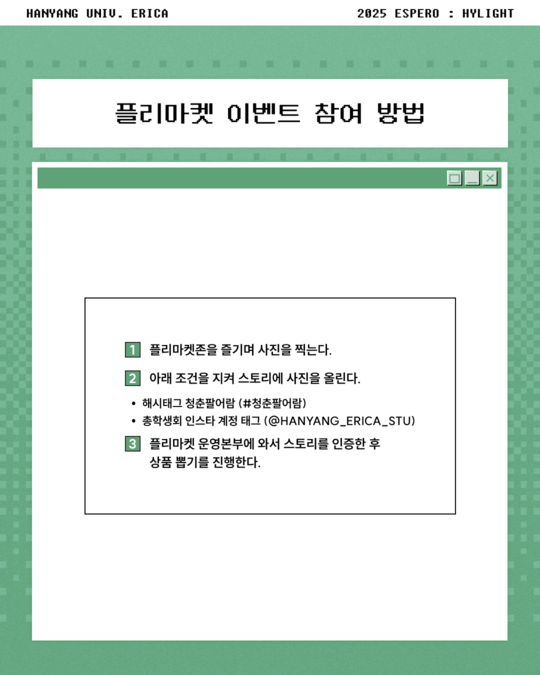 HANYANG UNIV. ERICA
2025 ESPERO : HYLIGHT
플리마켓 이벤트 참여 방법
1 플리마켓존을 즐기며 사진을 찍는다.
2 아래 조건을 지켜 스토리에 사진을 올린다.
• 해시태그 청춘팔어람 (#청춘팔어람)
• 총학생회 인스타 계정 태그 (@HANYANG_ERICA_STU)
3 플리마켓 운영본부에 와서 스토리를 인증한 후
상품 뽑기를 진행한다.